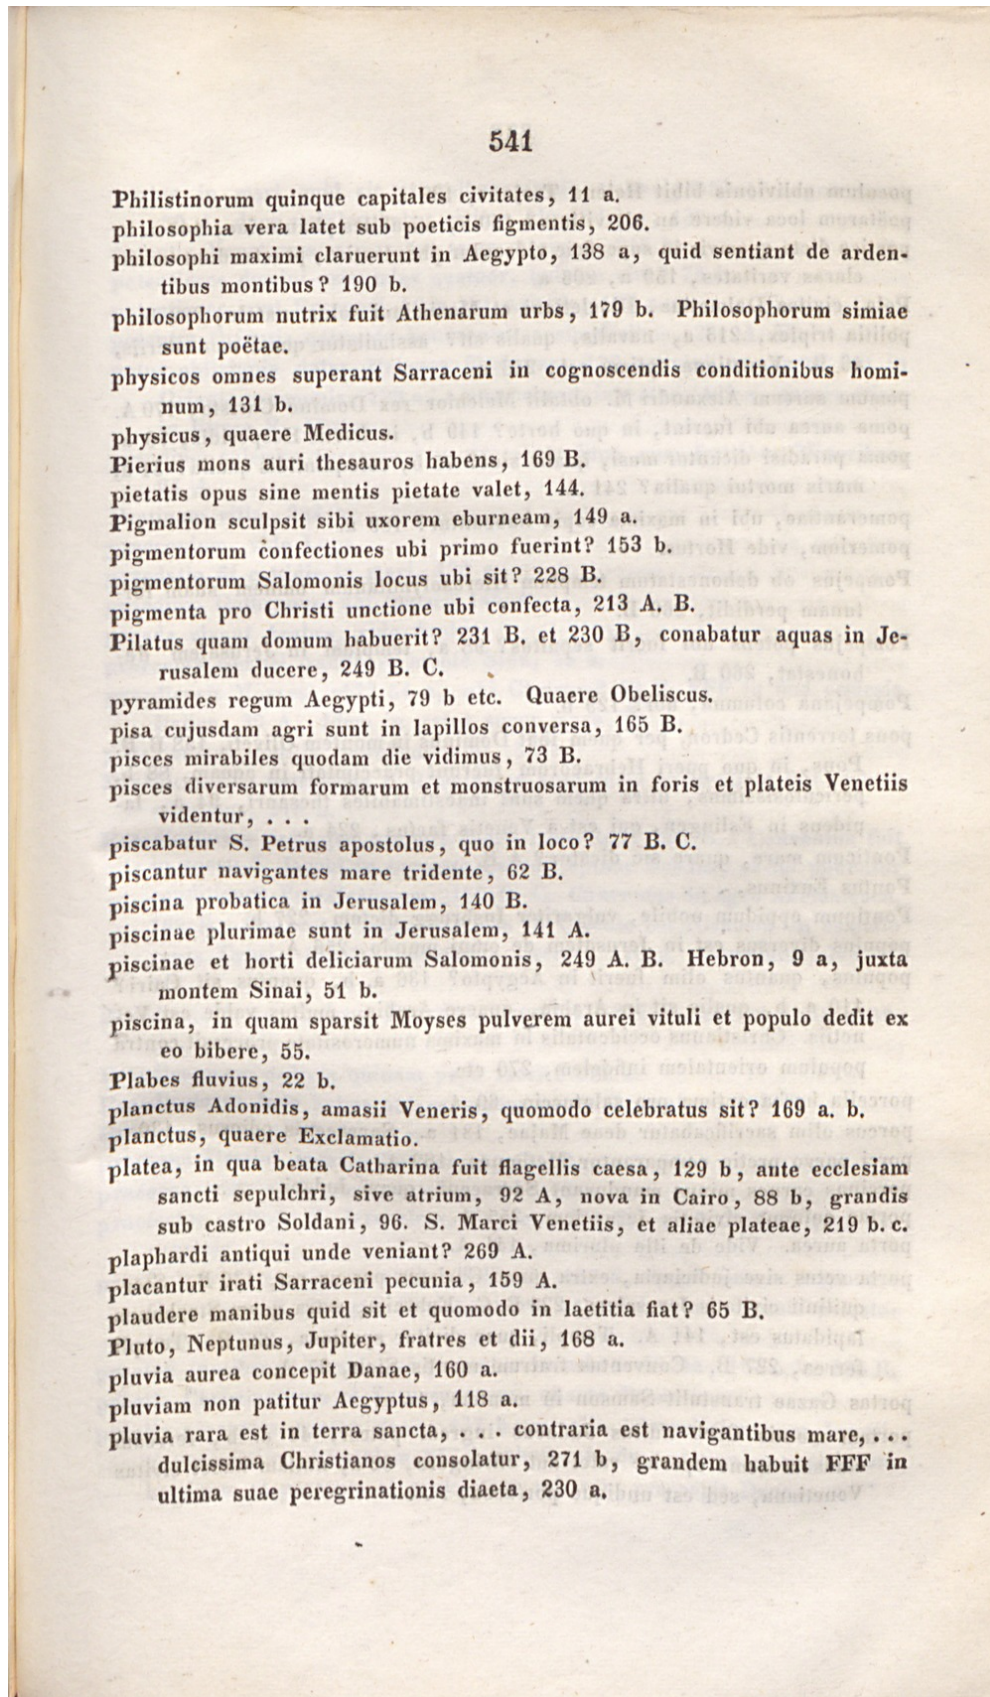 541
Philistinorum quinque capitales civitates, 11 a.
philosophia vera latet sub poeticis figmentis, 206.
philosophi maximi claruerunt in Aegypto, 138 a, quid sentiant de arden-
tibus montibus? 190 b.
philosophorum nutrix fuit Athenarum urbs, 179 b. Philosophorum simiae
sunt poëtae.
physicos omnes superant Sarraceni in cognoscendis conditionibus homi-
num, 131 b.
physicus, quaere Medicus.
Pierius mons auri thesauros habens, 169 B.
pietatis opus sine mentis pietate valet, 144.
Pigmalion sculpsit sibi uxorem eburneam, 149 a.
pigmentorum confectiones ubi primo fuerint? 153 b.
pigmentorum Salomonis locus ubi sit? 228 B.
pigmenta pro Christi unctione ubi confecta, 213 A. B.
Pilatus quam domum habuerit? 231 B. et 230 B, conabatur aquas in Je-
rusalem ducere, 249 B. C.
pyramides regum Aegypti, 79 b etc. Quaere Obeliscus.
pisa cujusdam agri sunt in lapillos conversa, 165 B.
pisces mirabiles quodam die vidimus, 73 B.
pisces diversarum formarum et monstruosarum in foris et plateis Venetiis
videntur, . . .
piscabatur S. Petrus apostolus, quo in loco? 77 B. C.
piscantur navigantes mare tridente, 62 B.
piscina probatica in Jerusalem, 140 B.
piscinae plurimae sunt in Jerusalem, 141 A.
piscinae et horti deliciarum Salomonis, 249 A. B. Hebron, 9 a, juxta
montem Sinai, 51 b.
piscina, in quam sparsit Moyses pulverem aurei vituli et populo dedit ex
eo bibere, 55.
Plabes fluvius, 22 b.
planctus Adonidis, amasii Veneris, quomodo celebratus sit? 169 a. b.
planctus, quaere Exclamatio.
platea, in qua beata Catharina fuit flagellis caesa, 129 b, ante ecclesiam
sancti sepulchri, sive atrium, 92 A, nova in Cairo, 88 b, grandis
sub castro Soldani, 96. S. Marci Venetiis, et aliae plateae, 219 b. c.
plaphardi antiqui unde veniant? 269 A.
placantur irati Sarraceni pecunia, 159 A.
plaudere manibus quid sit et quomodo in laetitia fiat? 65 B.
Pluto, Neptunus, Jupiter, fratres et dii, 168 a.
pluvia aurea concepit Danae, 160 a.
pluviam non patitur Aegyptus, 118 a.
pluvia rara est in terra sancta, . . . contraria est navigantibus mare, . . .
dulcissima Christianos consolatur, 271 b, grandem habuit FFF in
ultima suae peregrinationis diaeta, 230 a.